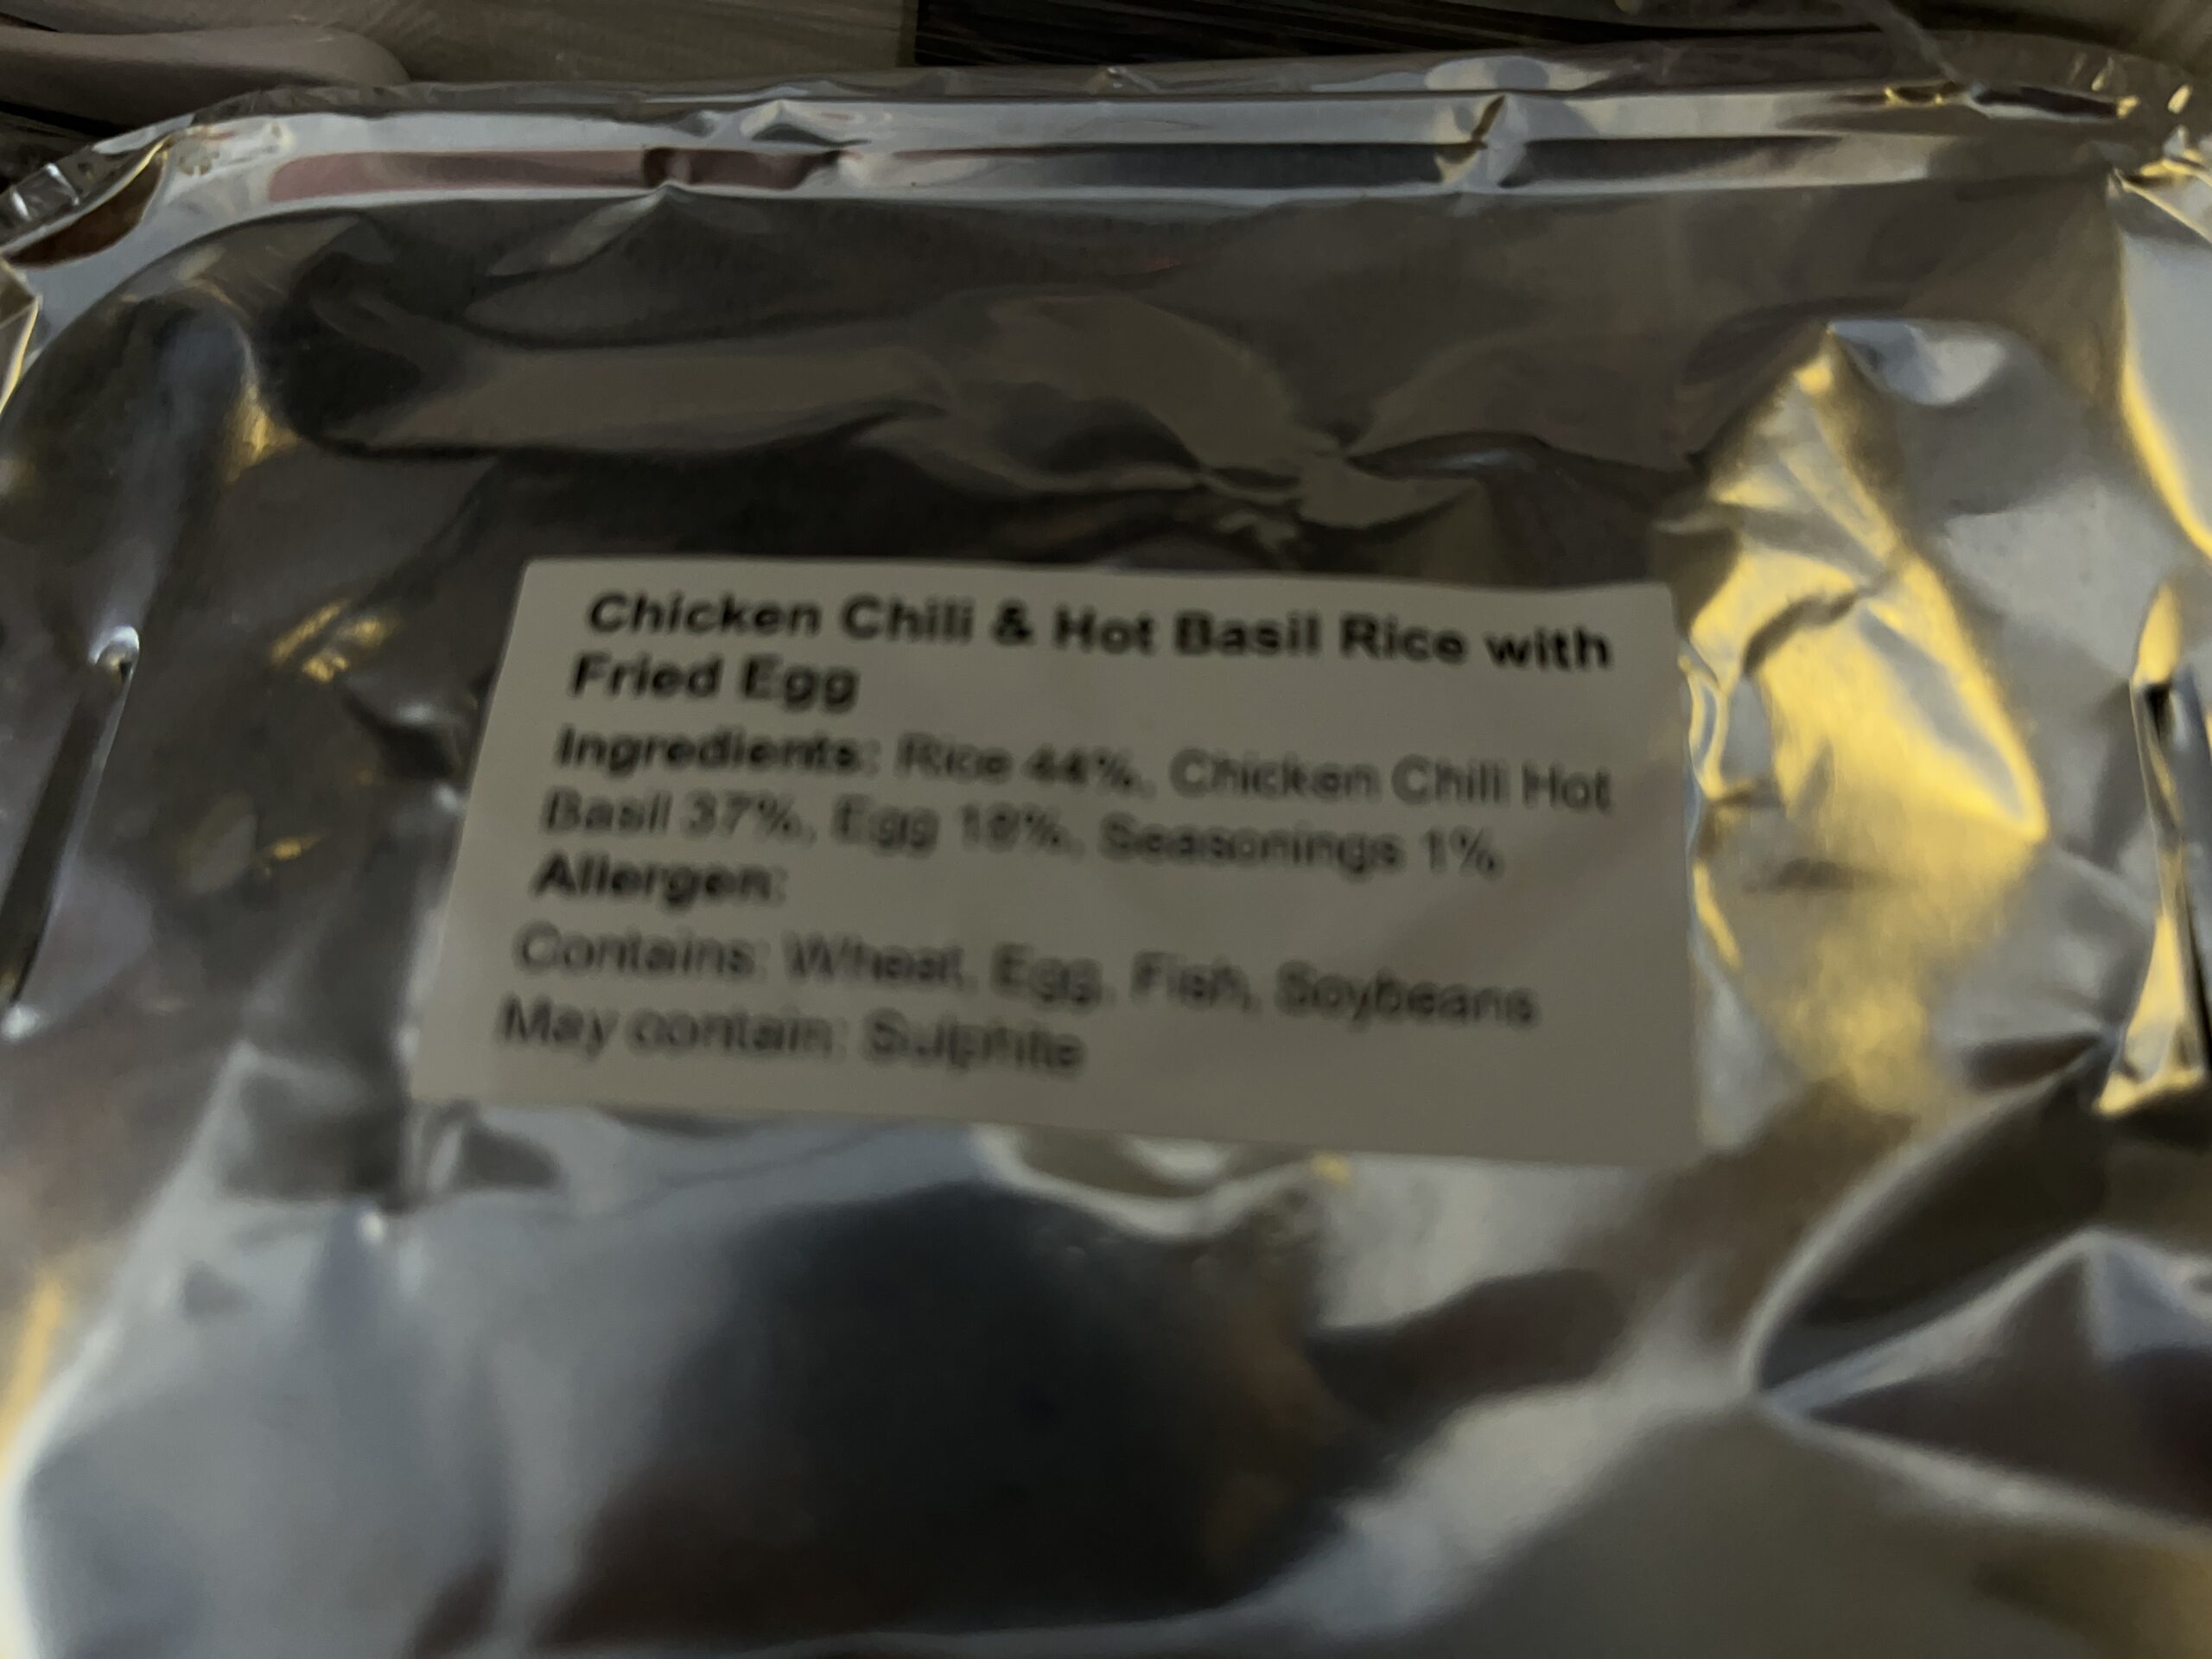 Chicken Chili & Hot Basil Rice with
Fried Egg
Ingredients: Rice 44%, Chicken Chili Hot
Basil 37%, Egg 18%, Seasonings 1%
Allergen:
Contains: Wheat, Egg, Fish, Soybeans
May contain: Sulphite